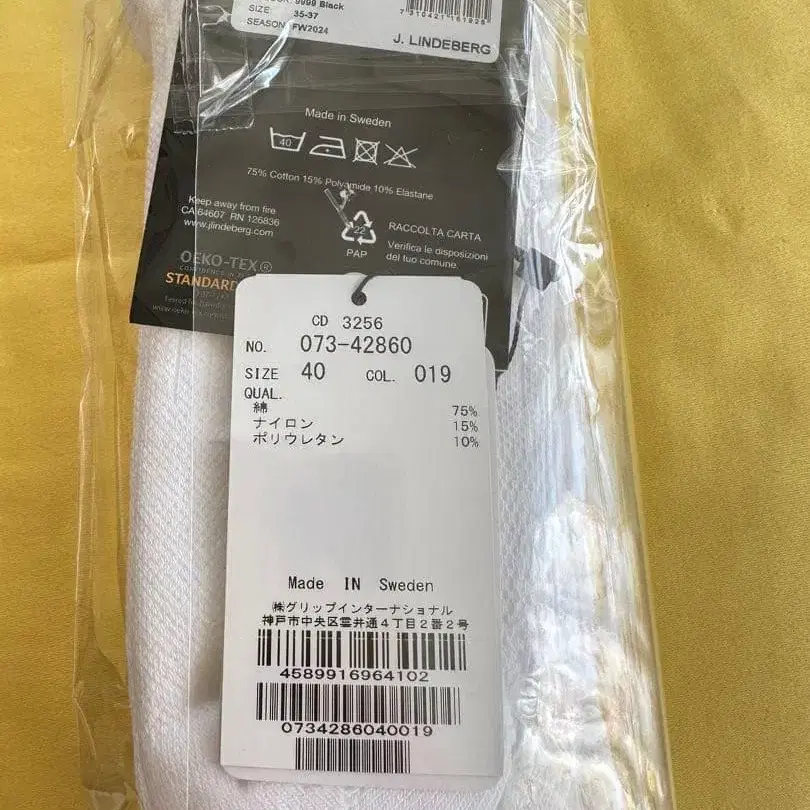 9999 Black
SIZE: 35-37
SEASON: FW2024
7310421161928
J. LINDEBERG
Made in Sweden
40
75% Cotton 15% Polyamide 10% Elastane
Keep away from fire
CA 64607 RN 126836
www.jlindeberg.com
22
PAP
RACCOLTA CARTA
Verifica le disposizioni
del tuo comune.
OEKO-TEX®
CONFIDENCE IN
STANDARD
CD 3256
NO. 073-42860
SIZE 40 COL. 019
QUAL.
綿 75%
ナイロン 15%
ポリウレタン 10%
Made IN Sweden
㈱グリップインターナショナル
神戸市中央区雲井通4丁目2番2号
4589916964102
0734286040019